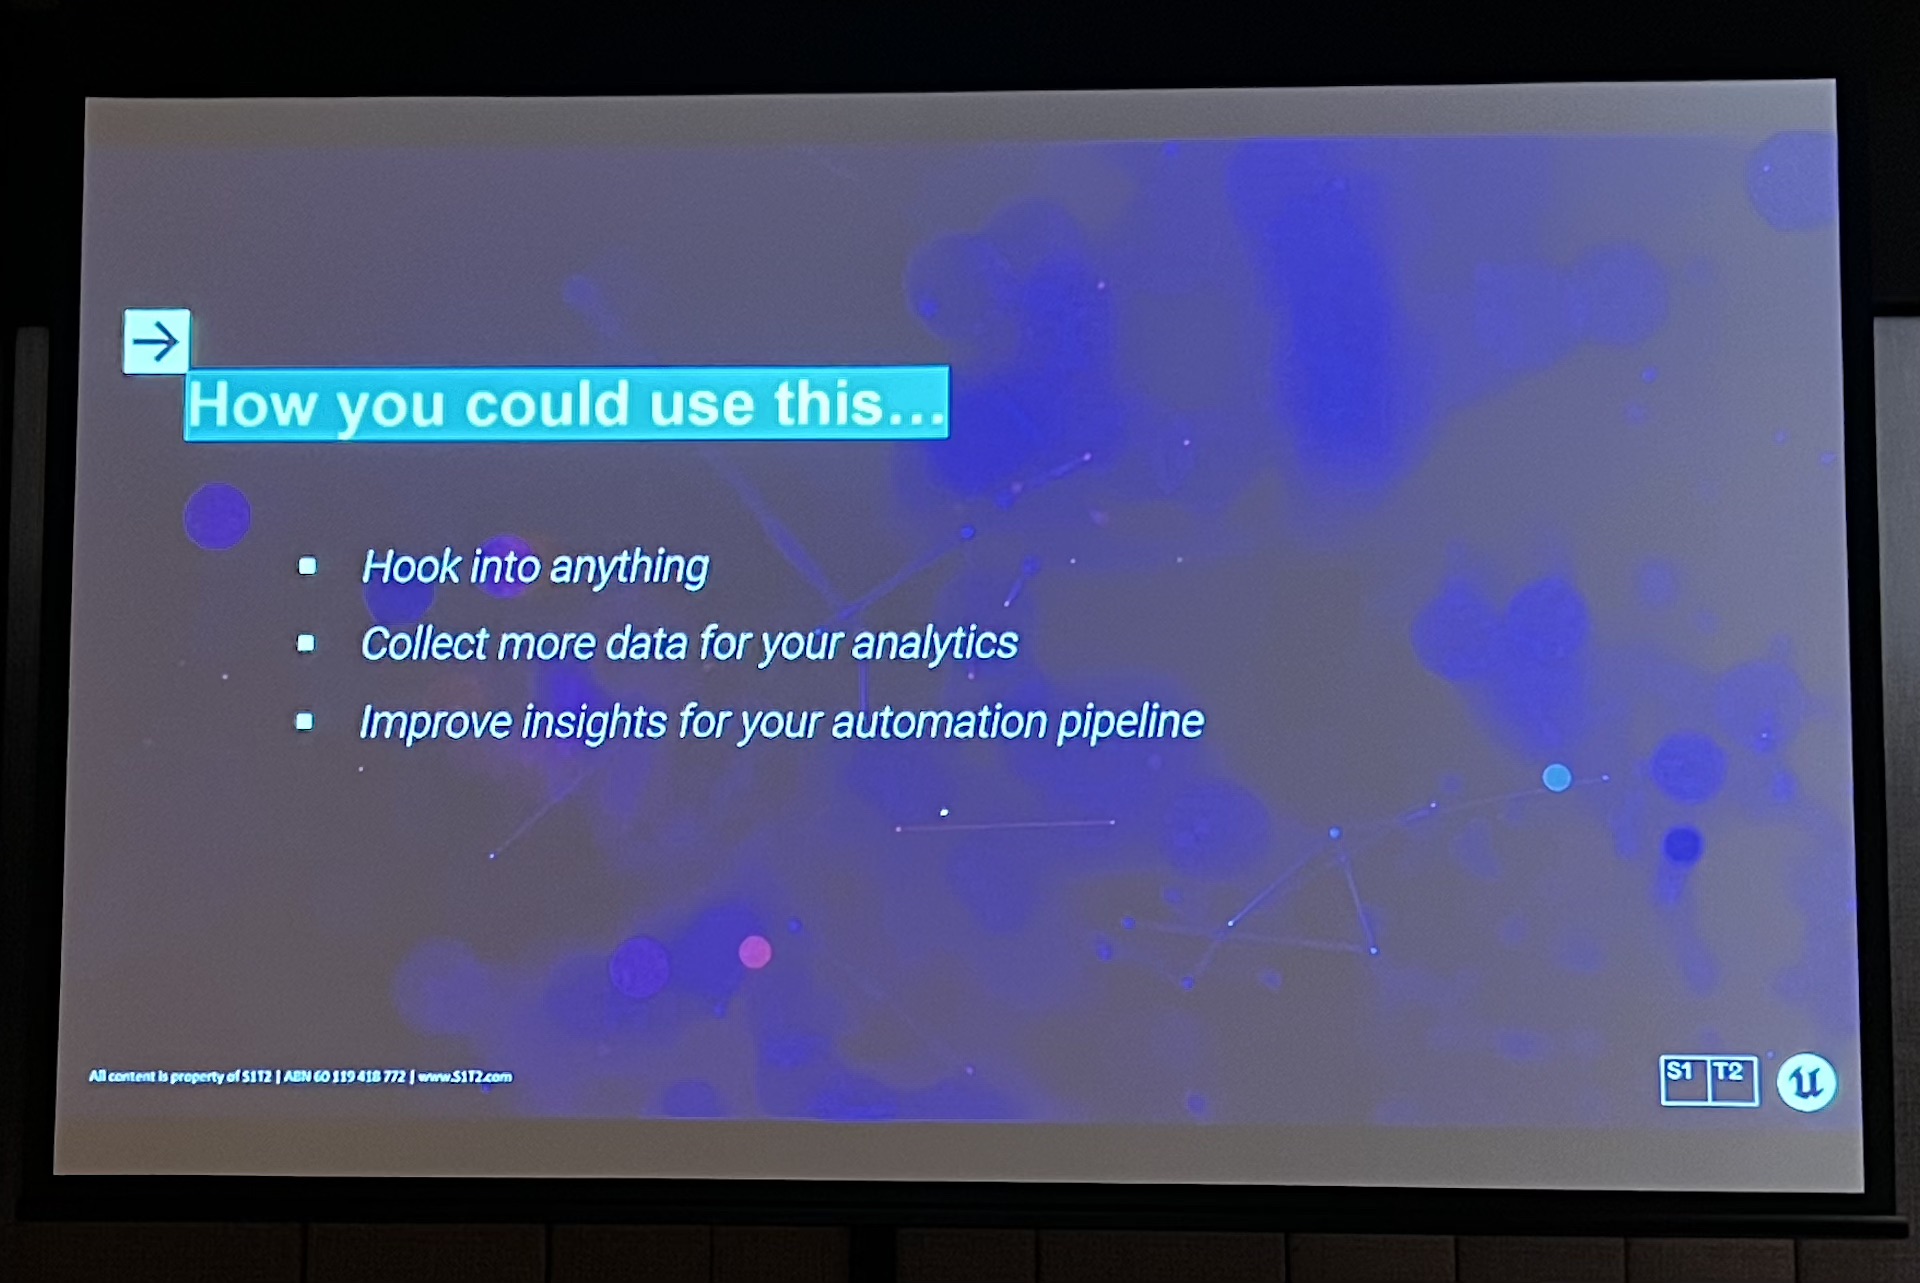 How you could use this...
Hook into anything
Collect more data for your analytics
Improve insights for your automation pipeline
All content is property of S1T2 | ABN 60 119 418 772 | www.S1T2.com
S1 T2